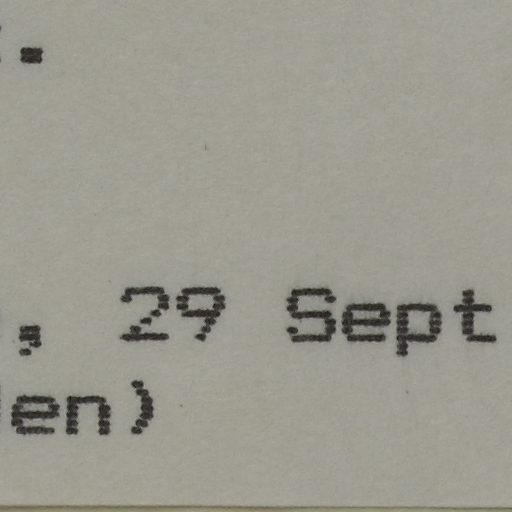 .
, 29 Sept
en)